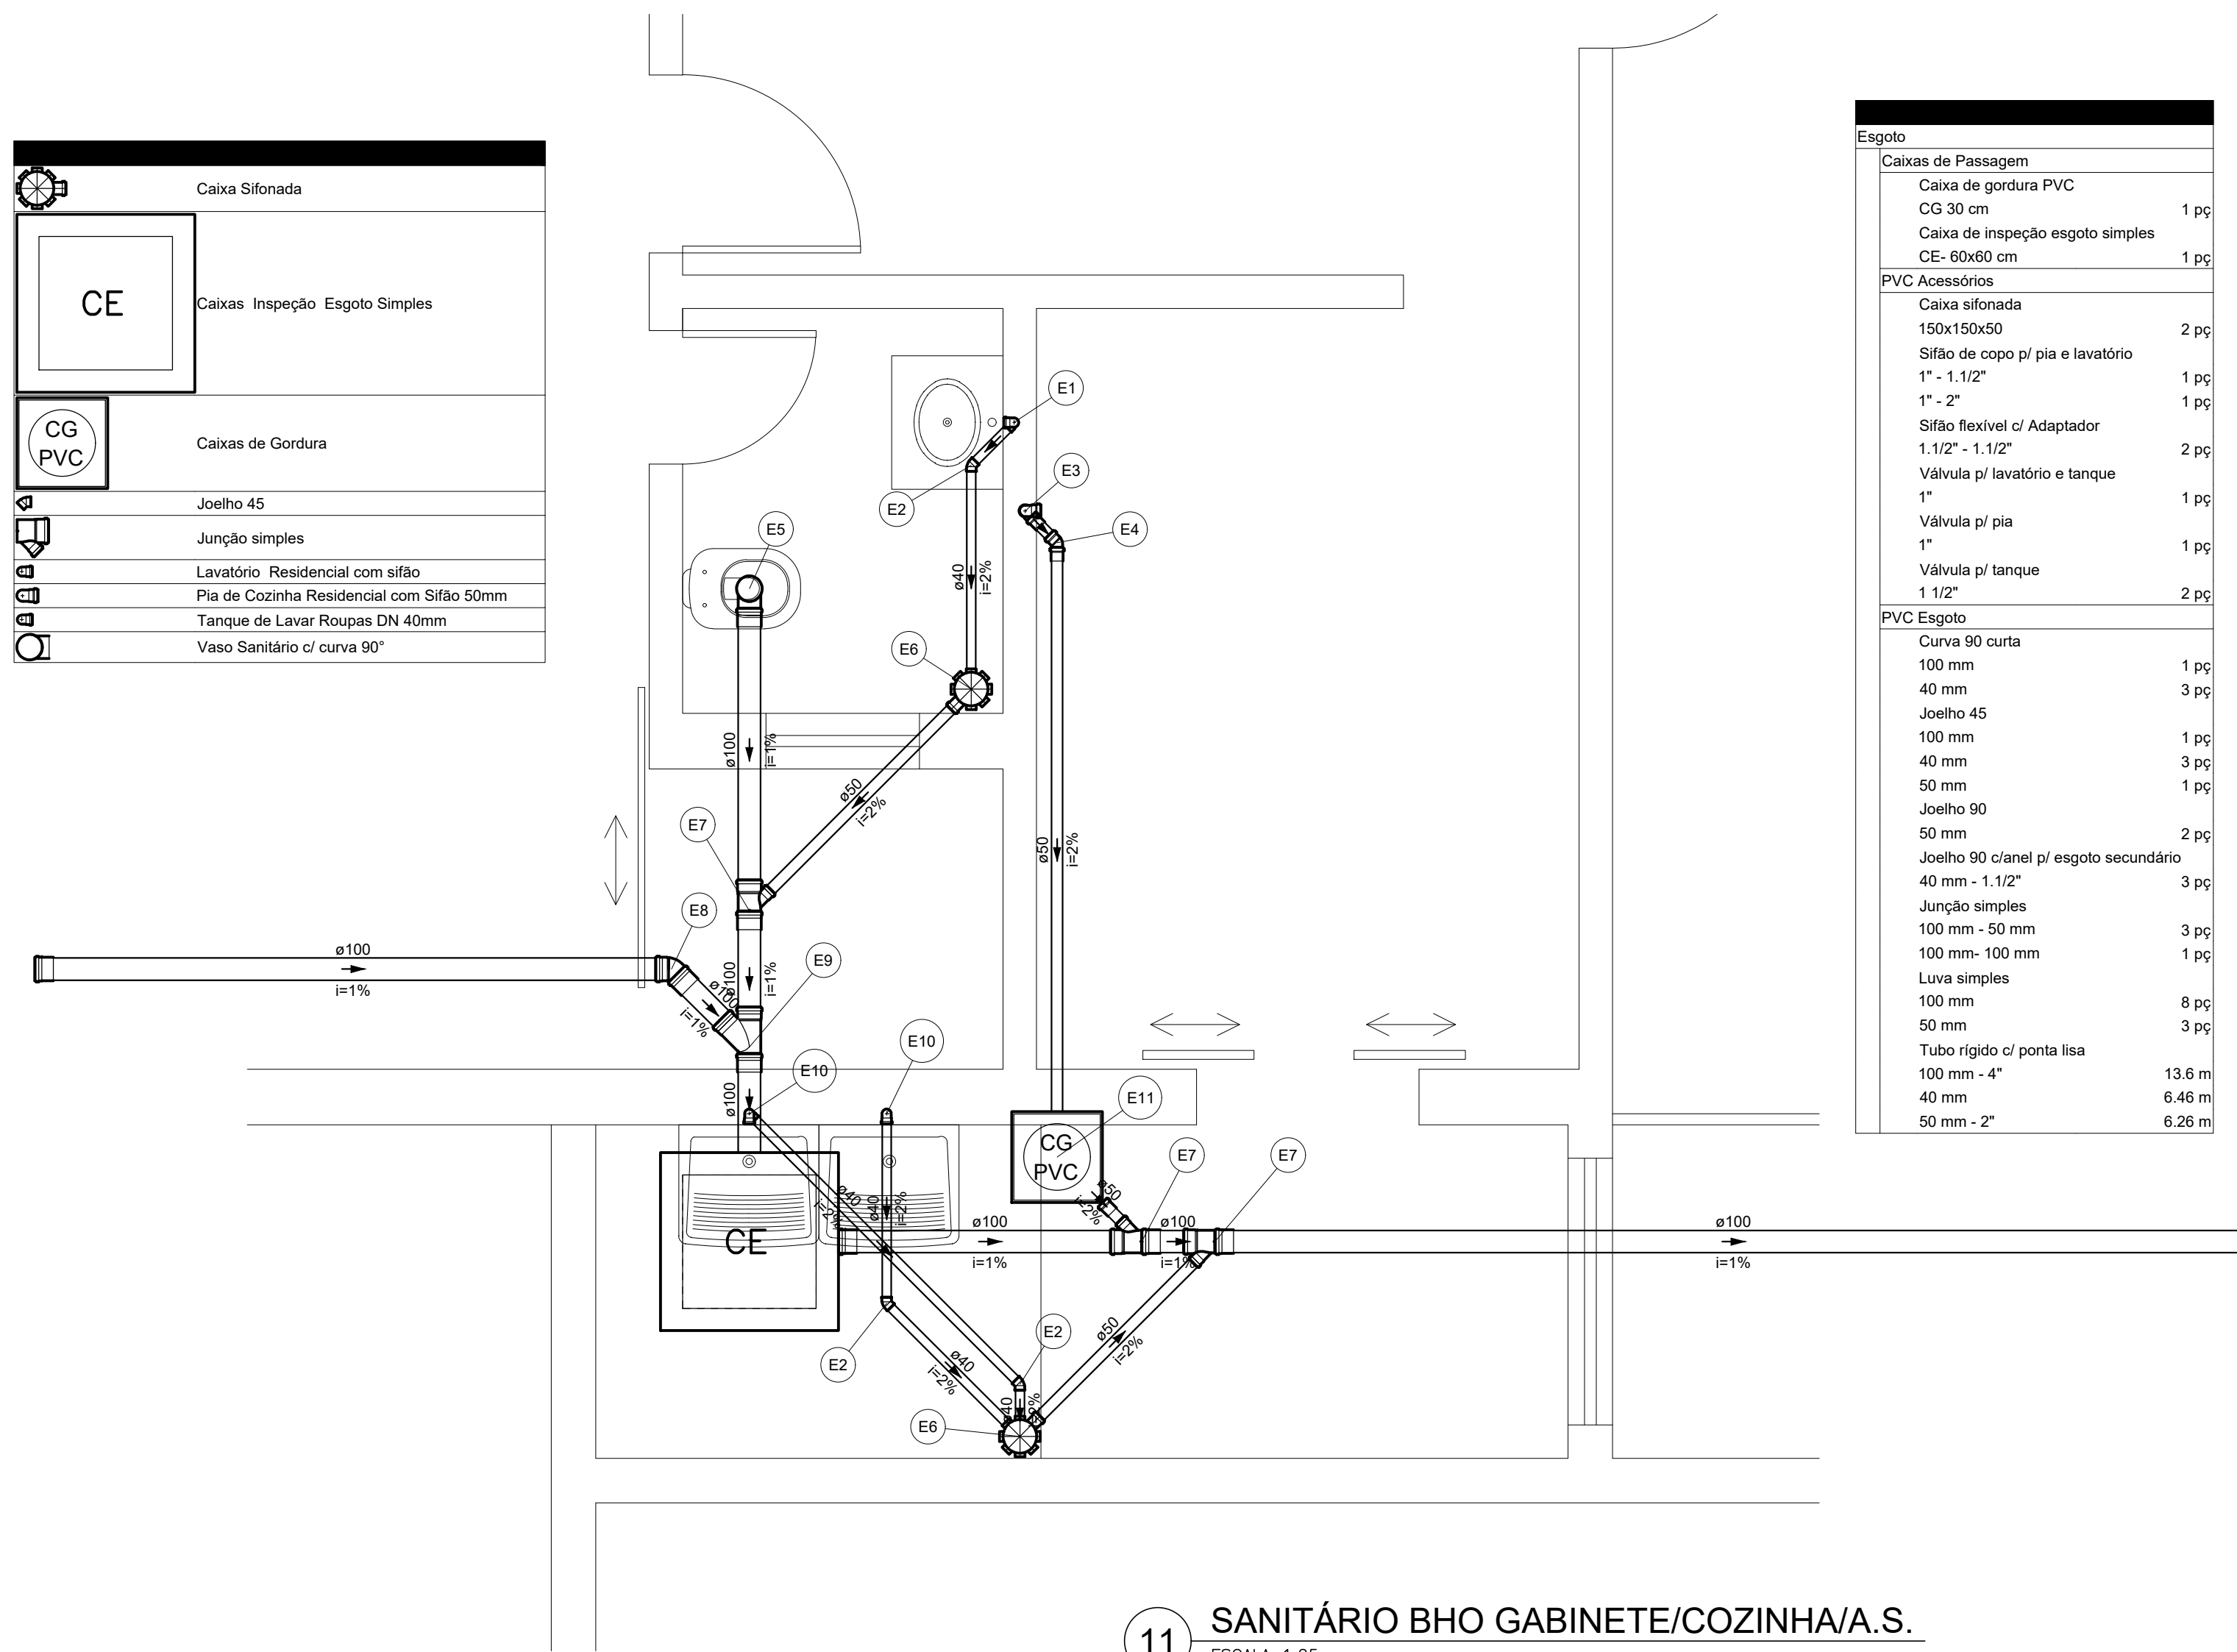 Caixa Sifonada
CE
Caixas Inspeção Esgoto Simples
CG
PVC
Caixas de Gordura
Joelho 45
Junção simples
Lavatório Residencial com sifão
Pia de Cozinha Residencial com Sifão 50mm
Tanque de Lavar Roupas DN 40mm
Vaso Sanitário c/ curva 90°
E1
E3
E2
E4
E5
ø40
i=2%
E6
ø100
i=1%
ø50
i=2%
E7
ø50
i=2%
E8
ø100
i=1%
E9
ø100
i=1%
ø100
i=1%
E10
E10
ø100
E11
CG
PVC
E7
E7
ø50
i=2%
ø40
i=2%
ø40
i=2%
CE
ø100
i=1%
ø100
i=1%
ø100
i=1%
E2
E2
ø40
i=2%
ø50
i=2%
ø40
i=2%
E6
Esgoto
Caixas de Passagem
Caixa de gordura PVC
CG 30 cm 1 pç
Caixa de inspeção esgoto simples
CE- 60x60 cm 1 pç
PVC Acessórios
Caixa sifonada
150x150x50 2 pç
Sifão de copo p/ pia e lavatório
1" - 1.1/2" 1 pç
1" - 2" 1 pç
Sifão flexível c/ Adaptador
1.1/2" - 1.1/2" 2 pç
Válvula p/ lavatório e tanque
1" 1 pç
Válvula p/ pia
1" 1 pç
Válvula p/ tanque
1 1/2" 2 pç
PVC Esgoto
Curva 90 curta
100 mm 1 pç
40 mm 3 pç
Joelho 45
100 mm 1 pç
40 mm 3 pç
50 mm 1 pç
Joelho 90
50 mm 2 pç
Joelho 90 c/anel p/ esgoto secundário
40 mm - 1.1/2" 3 pç
Junção simples
100 mm - 50 mm 3 pç
100 mm- 100 mm 1 pç
Luva simples
100 mm 8 pç
50 mm 3 pç
Tubo rígido c/ ponta lisa
100 mm - 4" 13.6 m
40 mm 6.46 m
50 mm - 2" 6.26 m
11
SANITÁRIO BHO GABINETE/COZINHA/A.S.